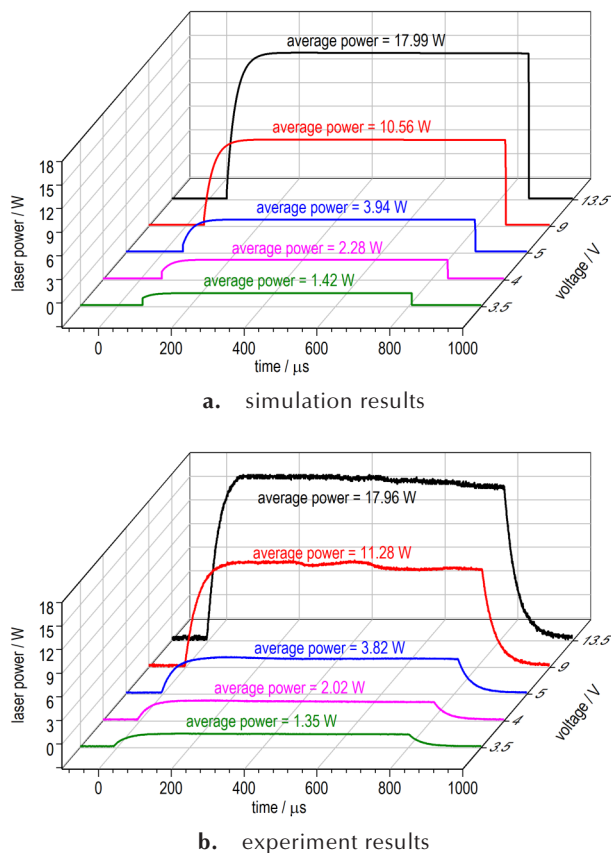 average power = 17.99 W
average power = 10.56 W
average power = 3.94 W
average power = 2.28 W
average power = 1.42 W
laser power / W
18
15
12
9
6
3
0
0 200 400 600 800 1000
time / μs
13.5
9
5
4
3.5
voltage / V
a. simulation results
average power = 17.96 W
average power = 11.28 W
average power = 3.82 W
average power = 2.02 W
average power = 1.35 W
laser power / W
18
15
12
9
6
3
0
0 200 400 600 800 1000
time / μs
13.5
9
5
4
3.5
voltage / V
b. experiment results